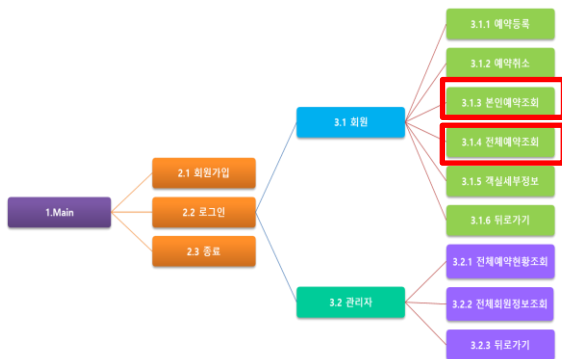 3.1.1 예약등록
3.1.2 예약취소
3.1.3 본인예약조회
3.1 회원
3.1.4 전체예약조회
2.1 회원가입
3.1.5 객실세부정보
1.Main
2.2 로그인
3.1.6 뒤로가기
2.3 종료
3.2.1 전체예약현황조회
3.2 관리자
3.2.2 전체회원정보조회
3.2.3 뒤로가기